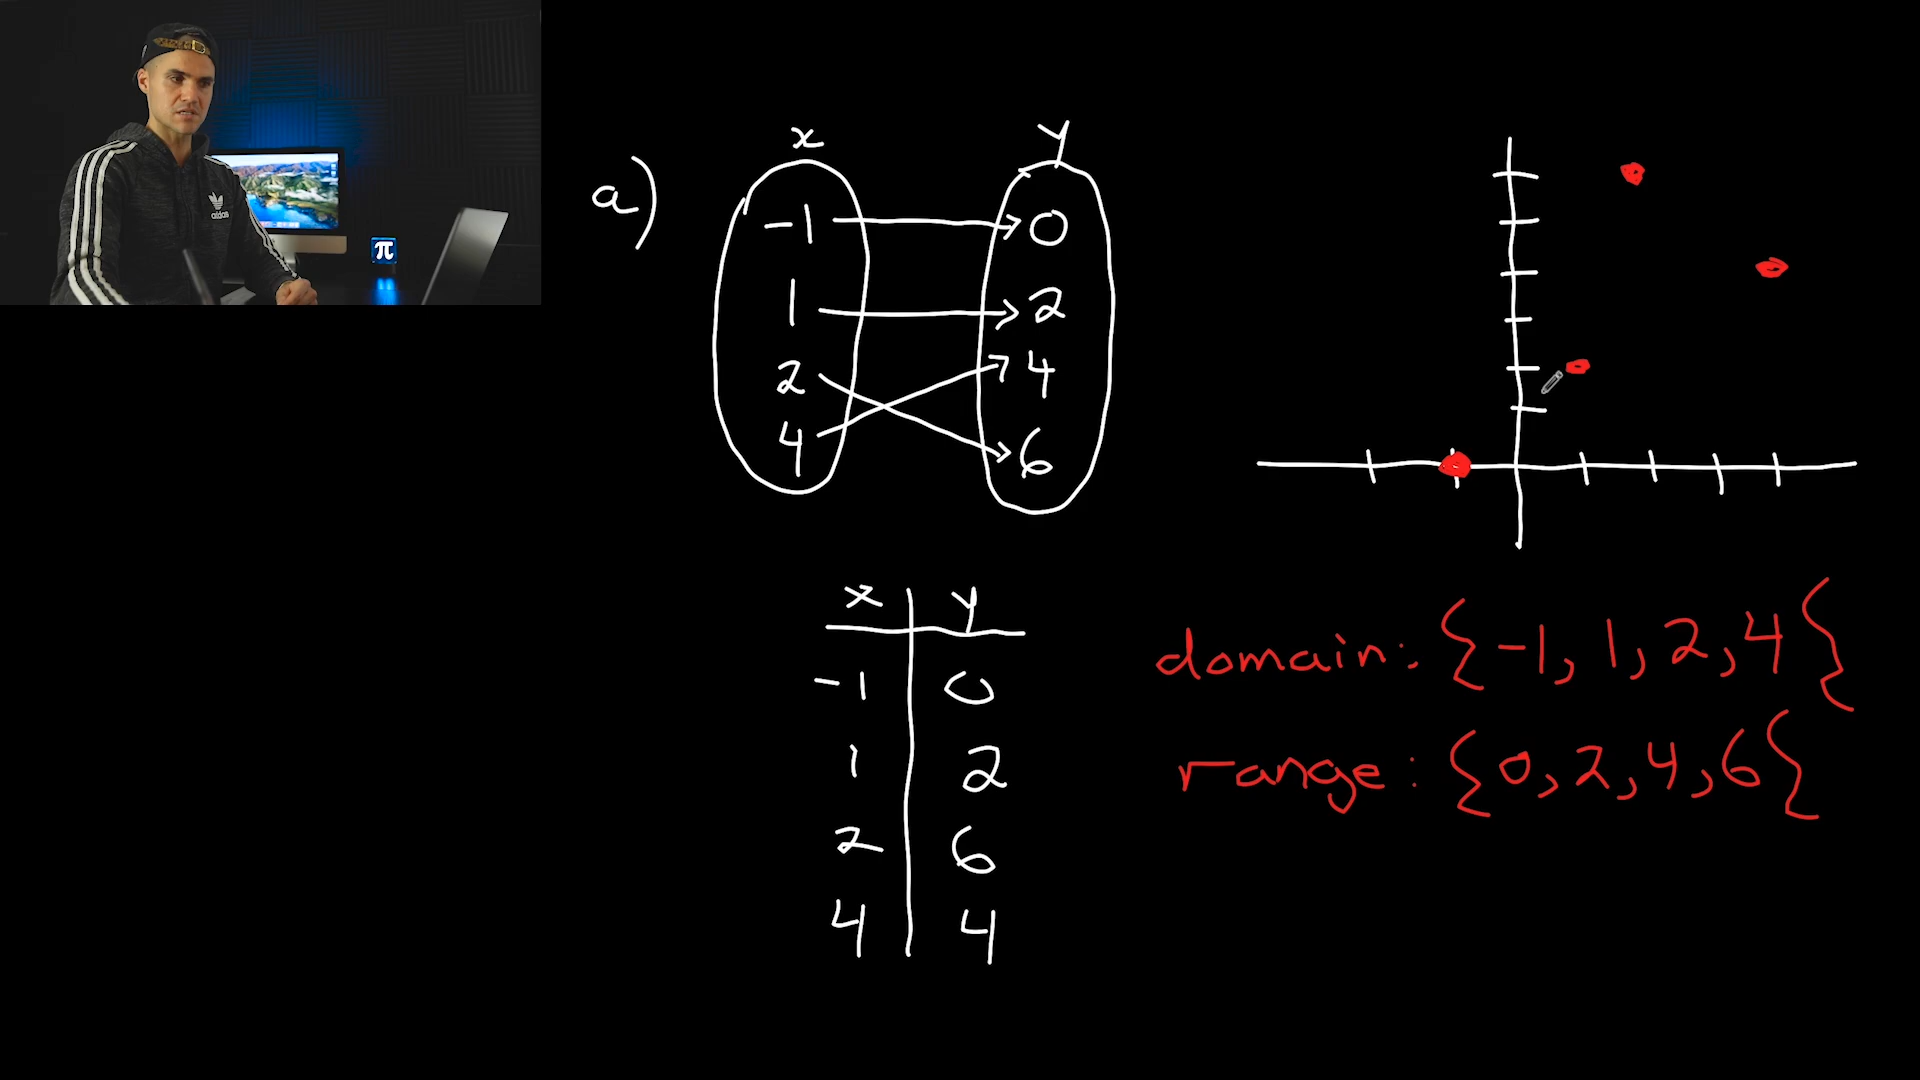 adidas
π
a)
x y
-1 0
1 2
2 4
4 6
x y
-1 0
1 2
2 6
4 4
domain: {-1, 1, 2, 4{
range: {0, 2, 4, 6{